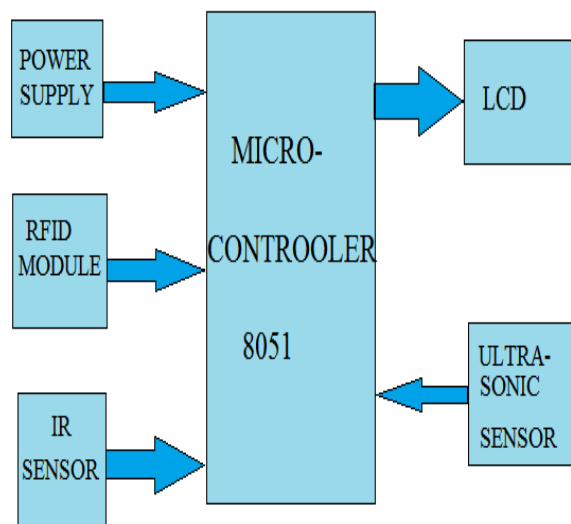 POWER
SUPPLY
RFID
MODULE
IR
SENSOR
MICRO-
CONTROOLER
8051
LCD
ULTRA-
SONIC
SENSOR